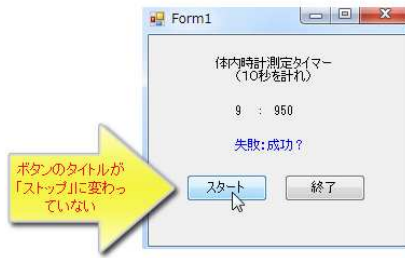 Form1
体内時計測定タイマー
(10秒を計れ)
9 : 950
失敗:成功?
スタート
終了
ボタンのタイトルが
「ストップ」に変わっ
ていない